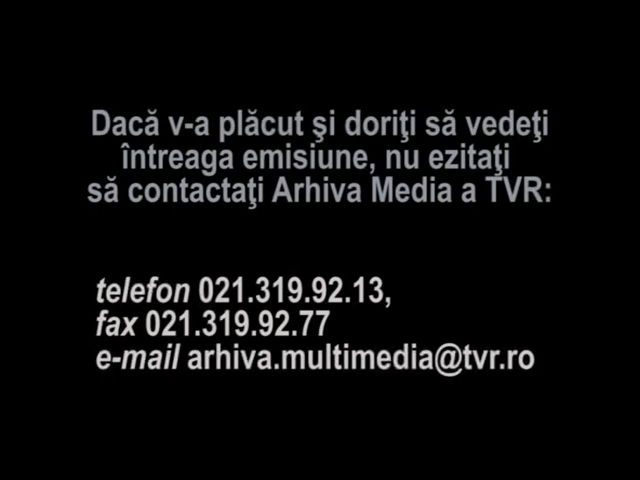 Dacă v-a plăcut şi doriţi să vedeţi
întreaga emisiune, nu ezitaţi
să contactaţi Arhiva Media a TVR:
telefon 021.319.92.13,
fax 021.319.92.77
e-mail arhiva.multimedia@tvr.ro